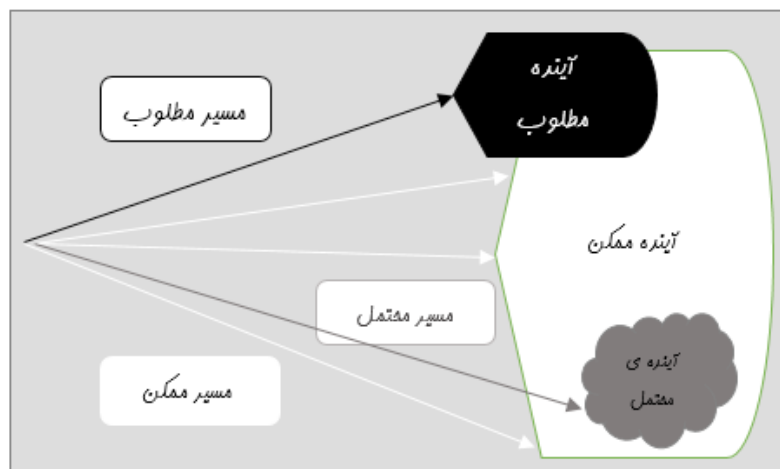 آینده
مطلوب
مسیر مطلوب
آینده ممکن
مسیر محتمل
آینده ی
محتمل
مسیر ممکن